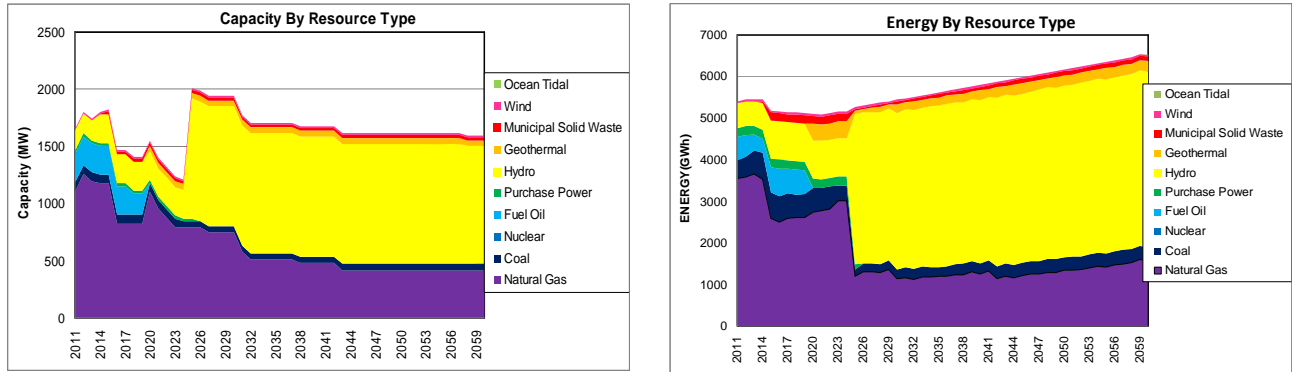 Capacity By Resource Type
Capacity (MW)
2500
2000
1500
1000
500
0
2011
2014
2017
2020
2023
2026
2029
2032
2035
2038
2041
2044
2047
2050
2053
2056
2059
Ocean Tidal
Wind
Municipal Solid Waste
Geothermal
Hydro
Purchase Power
Fuel Oil
Nuclear
Coal
Natural Gas
Energy By Resource Type
ENERGY(GWh)
7000
6000
5000
4000
3000
2000
1000
0
2011
2014
2017
2020
2023
2026
2029
2032
2035
2038
2041
2044
2047
2050
2053
2056
2059
Ocean Tidal
Wind
Municipal Solid Waste
Geothermal
Hydro
Purchase Power
Fuel Oil
Nuclear
Coal
Natural Gas